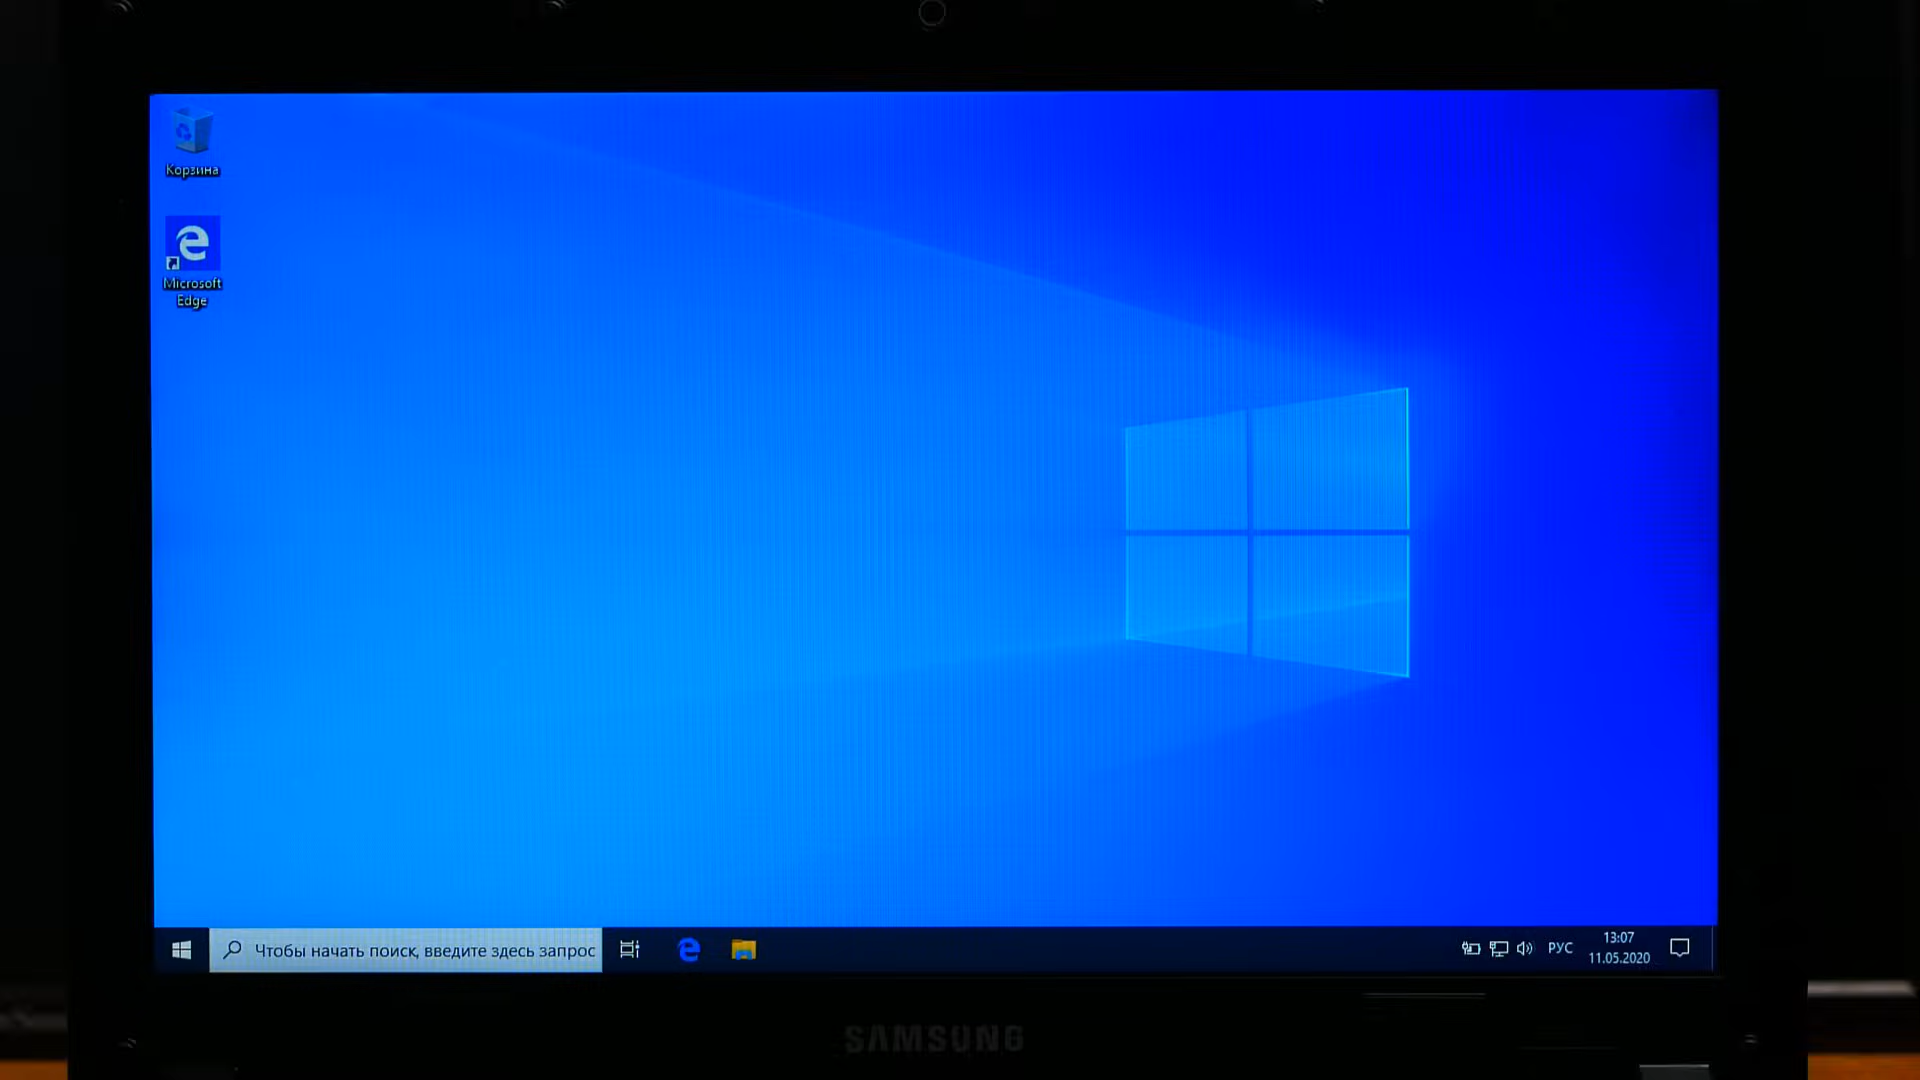 Корзина
Microsoft
Edge
Чтобы начать поиск, введите здесь запрос
РУС
13:07
11.05.2020
SAMSUNG